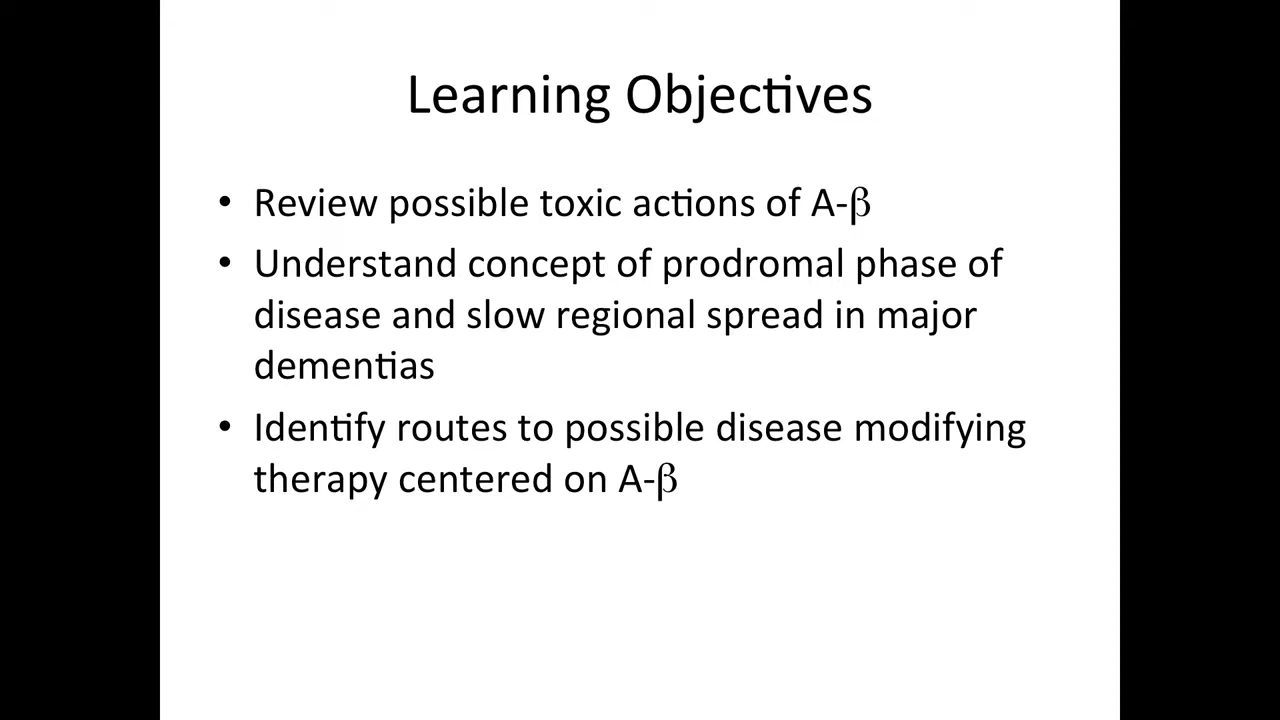 Learning Objectives
• Review possible toxic actions of A-β
• Understand concept of prodromal phase of
disease and slow regional spread in major
dementias
• Identify routes to possible disease modifying
therapy centered on A-β